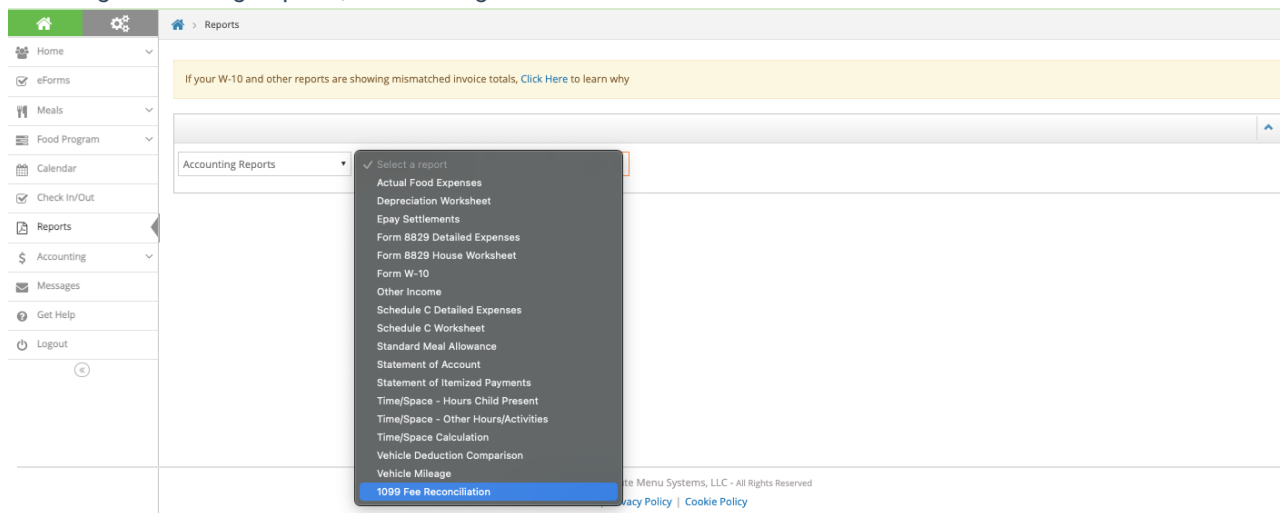 Reports
Home
eForms
Meals
Food Program
Calendar
Check In/Out
Reports
Accounting
Messages
Get Help
Logout
If your W-10 and other reports are showing mismatched invoice totals, Click Here to learn why
Accounting Reports
Select a report
Actual Food Expenses
Depreciation Worksheet
Epay Settlements
Form 8829 Detailed Expenses
Form 8829 House Worksheet
Form W-10
Other Income
Schedule C Detailed Expenses
Schedule C Worksheet
Standard Meal Allowance
Statement of Account
Statement of Itemized Payments
Time/Space - Hours Child Present
Time/Space - Other Hours/Activities
Time/Space Calculation
Vehicle Deduction Comparison
Vehicle Mileage
1099 Fee Reconciliation
Menu Systems, LLC - All Rights Reserved
Policy | Cookie Policy